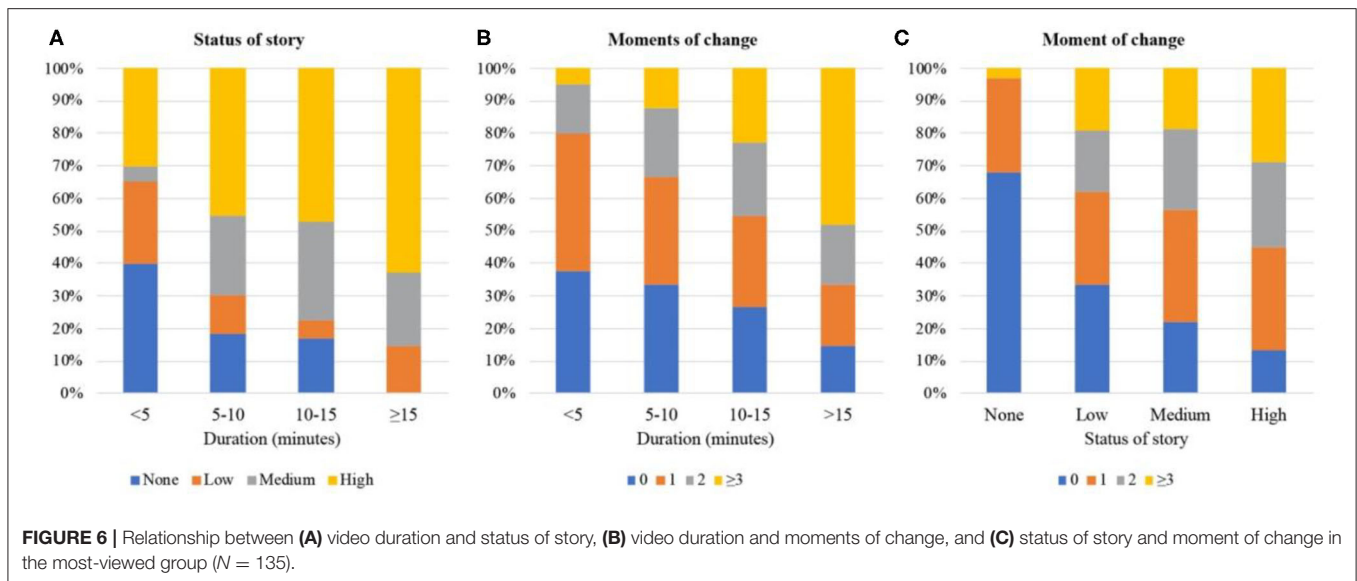 A
Status of story
100%
90%
80%
70%
60%
50%
40%
30%
20%
10%
0%
<5 5-10 10-15 ≥15
Duration (minutes)
None Low Medium High
B
Moments of change
100%
90%
80%
70%
60%
50%
40%
30%
20%
10%
0%
<5 5-10 10-15 >15
Duration (minutes)
0 1 2 ≥3
C
Moment of change
100%
90%
80%
70%
60%
50%
40%
30%
20%
10%
0%
None Low Medium High
Status of story
0 1 2 ≥3
FIGURE 6 | Relationship between (A) video duration and status of story, (B) video duration and moments of change, and (C) status of story and moment of change in
the most-viewed group (N = 135).